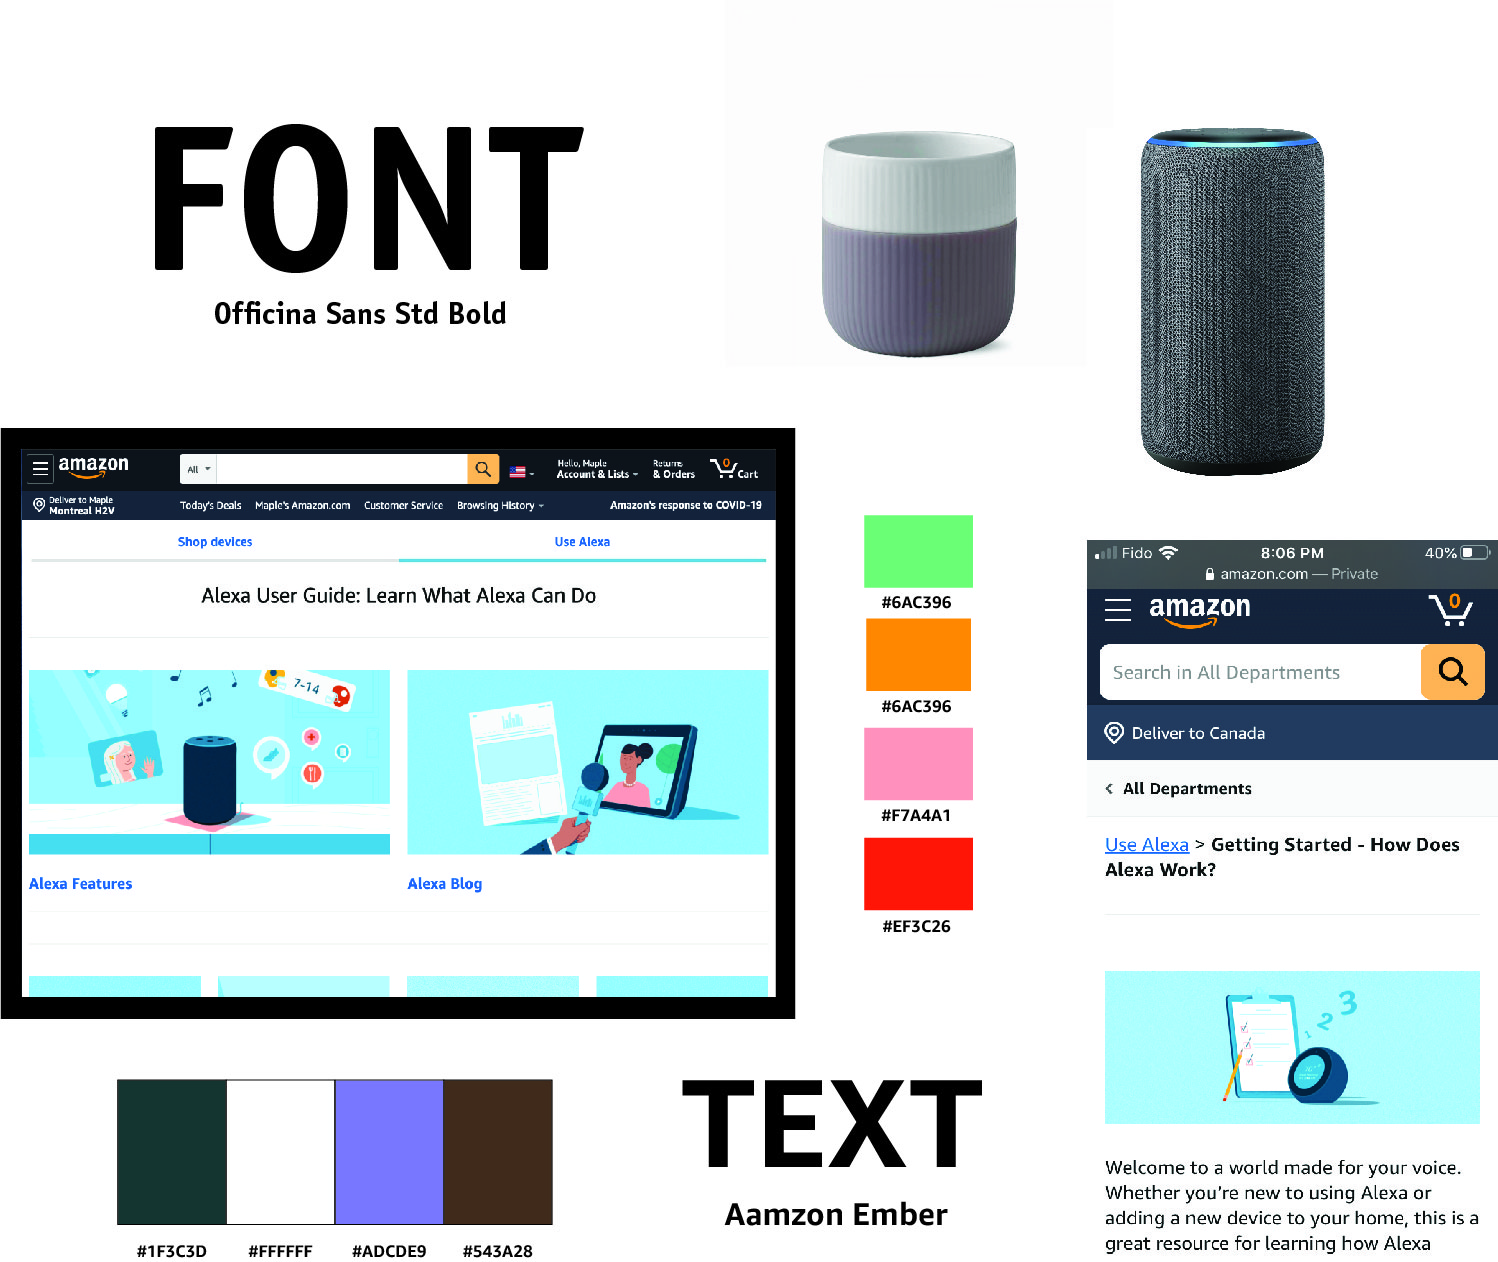 FONT
Officina Sans Std Bold
amazon
All
Hello, Maple
Account & Lists
Returns
& Orders
0
Cart
Deliver to Maple
Montreal H2V
Today's Deals
Maple's Amazon.com
Customer Service
Browsing History
Amazon's response to COVID-19
Shop devices
Use Alexa
Alexa User Guide: Learn What Alexa Can Do
7-14
Alexa Features
Alexa Blog
#6AC396
#6AC396
#F7A4A1
#EF3C26
Fido
8:06 PM
40%
amazon.com — Private
amazon
0
Search in All Departments
Deliver to Canada
All Departments
Use Alexa > Getting Started - How Does
Alexa Work?
1 2 3
Welcome to a world made for your voice.
Whether you're new to using Alexa or
adding a new device to your home, this is a
great resource for learning how Alexa
#1F3C3D
#FFFFFF
#ADCDE9
#543A28
TEXT
Aamzon Ember